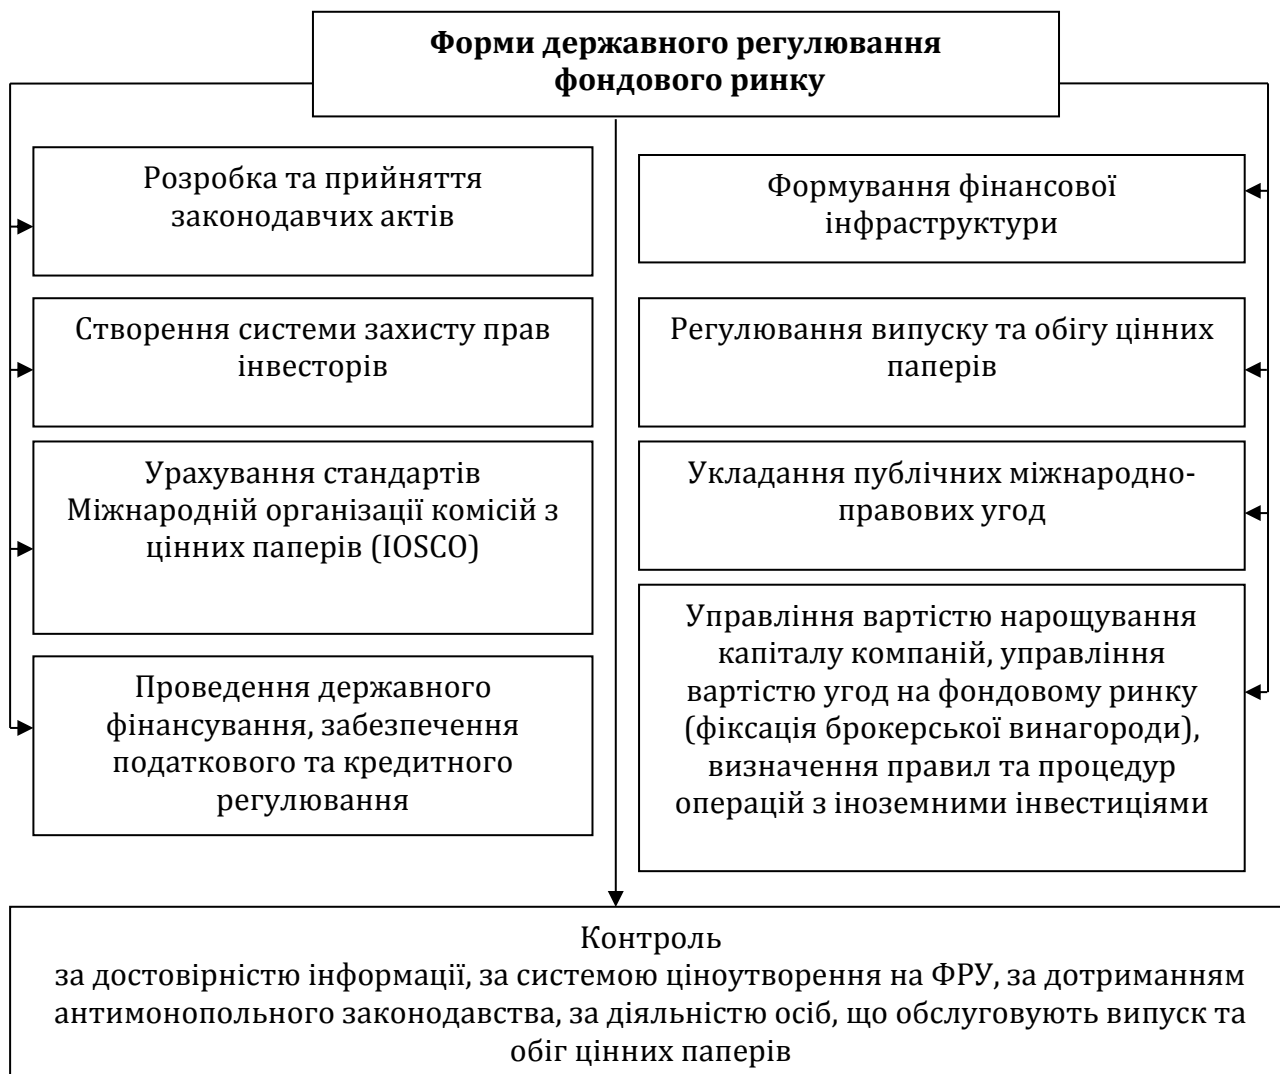 Форми державного регулювання
фондового ринку
Розробка та прийняття
законодавчих актів
Створення системи захисту прав
інвесторів
Урахування стандартів
Міжнародній організації комісій з
цінних паперів (IOSCO)
Проведення державного
фінансування, забезпечення
податкового та кредитного
регулювання
Формування фінансової
інфраструктури
Регулювання випуску та обігу цінних
паперів
Укладання публічних міжнародно-
правових угод
Управління вартістю нарощування
капіталу компаній, управління
вартістю угод на фондовому ринку
(фіксація брокерської винагороди),
визначення правил та процедур
операцій з іноземними інвестиціями
Контроль
за достовірністю інформації, за системою ціноутворення на ФРУ, за дотриманням
антимонопольного законодавства, за діяльністю осіб, що обслуговують випуск та
обіг цінних паперів